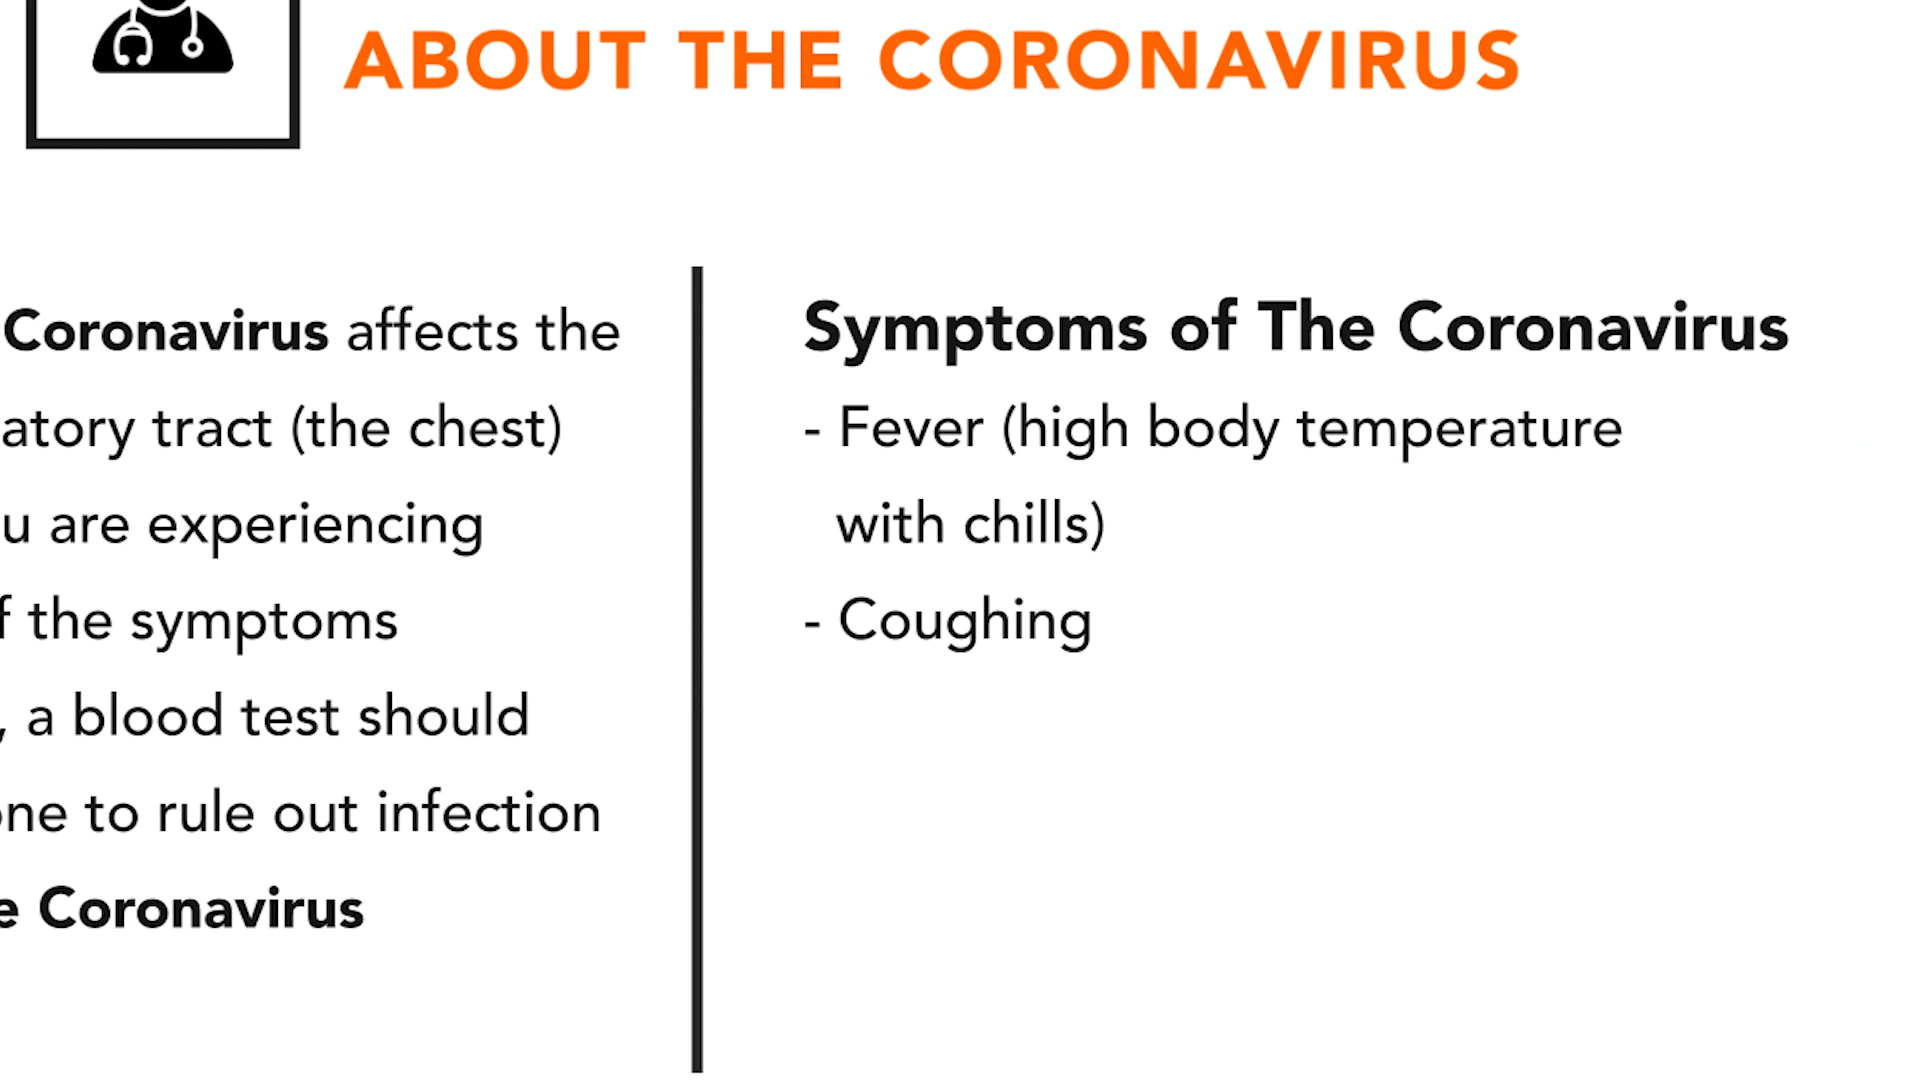 ABOUT THE CORONAVIRUS
Coronavirus affects the
atory tract (the chest)
u are experiencing
f the symptoms
, a blood test should
one to rule out infection
e Coronavirus
Symptoms of The Coronavirus
- Fever (high body temperature
with chills)
- Coughing